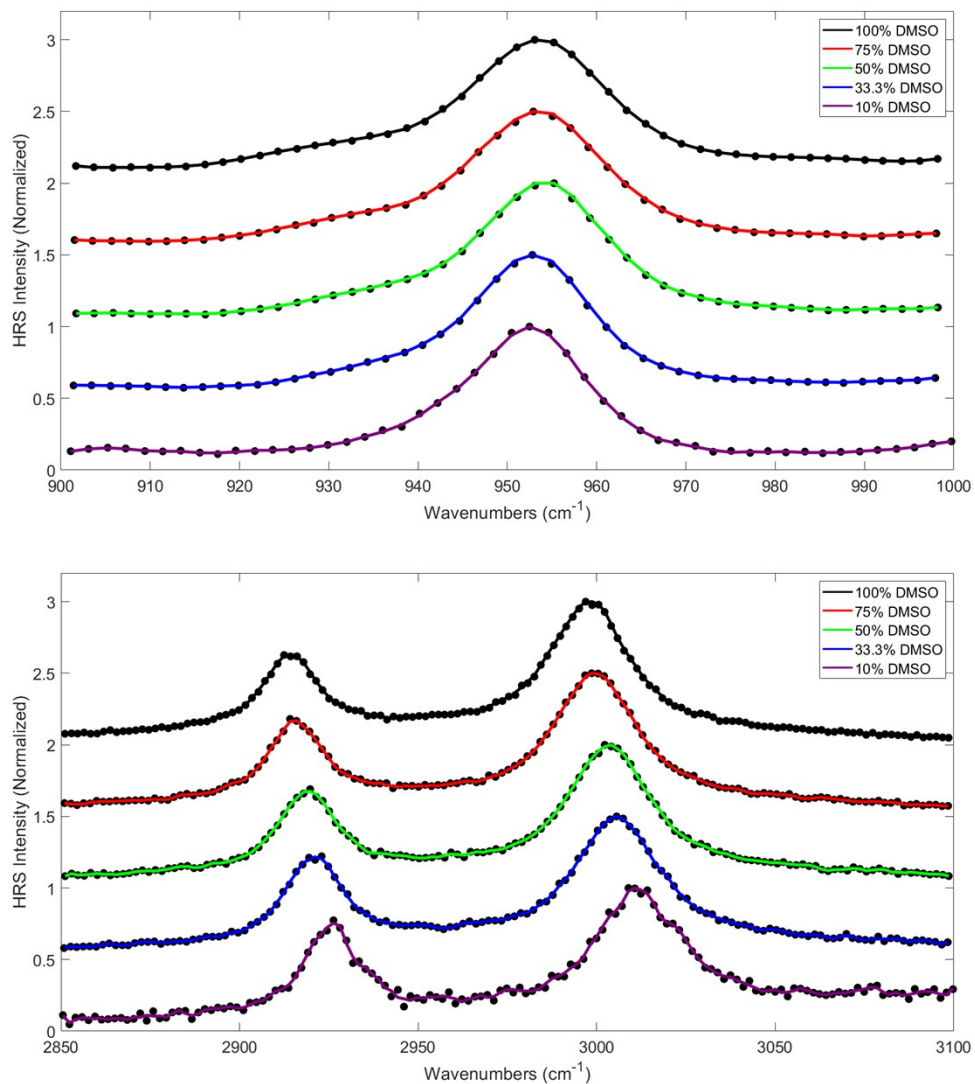 3
2.5
2
1.5
1
0.5
0
HRS Intensity (Normalized)
100% DMSO
75% DMSO
50% DMSO
33.3% DMSO
10% DMSO
900 910 920 930 940 950 960 970 980 990 1000
Wavenumbers (cm-1)
3
2.5
2
1.5
1
0.5
0
HRS Intensity (Normalized)
100% DMSO
75% DMSO
50% DMSO
33.3% DMSO
10% DMSO
2850 2900 2950 3000 3050 3100
Wavenumbers (cm-1)